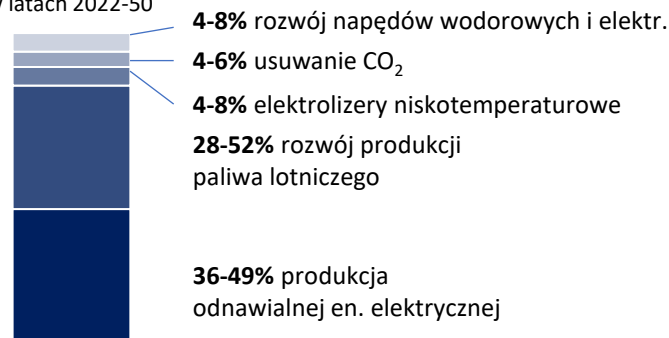 w latach 2022-50
4-8% rozwój napędów wodorowych i elektr.
4-6% usuwanie CO₂
4-8% elektrolizery niskotemperaturowe
28-52% rozwój produkcji
paliwa lotniczego
36-49% produkcja
odnawialnej en. elektrycznej